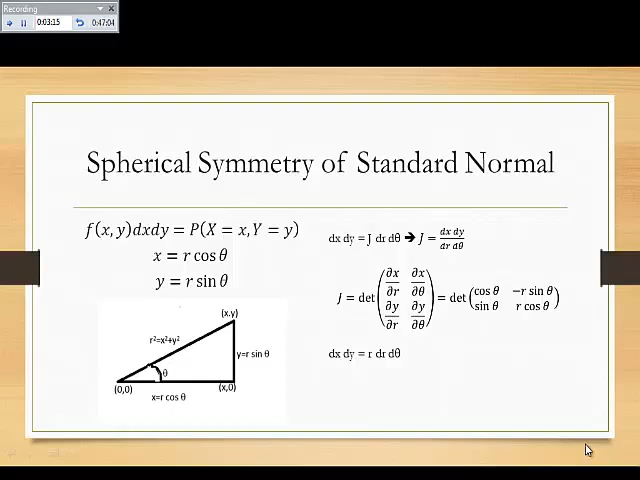 Recording
0:03:15
0:47:04
Spherical Symmetry of Standard Normal
f(x, y)dxdy = P(X = x, Y = y)
x = r cos θ
y = r sin θ
(x.y)
r²=x²+y²
y=r sin θ
θ
(0,0)
(x,0)
x=r cos θ
dx dy = J dr dθ ➔ J = dx dy / dr dθ
J = det (∂x/∂r ∂x/∂θ ∂y/∂r ∂y/∂θ) = det (cos θ −r sin θ sin θ r cos θ)
dx dy = r dr dθ